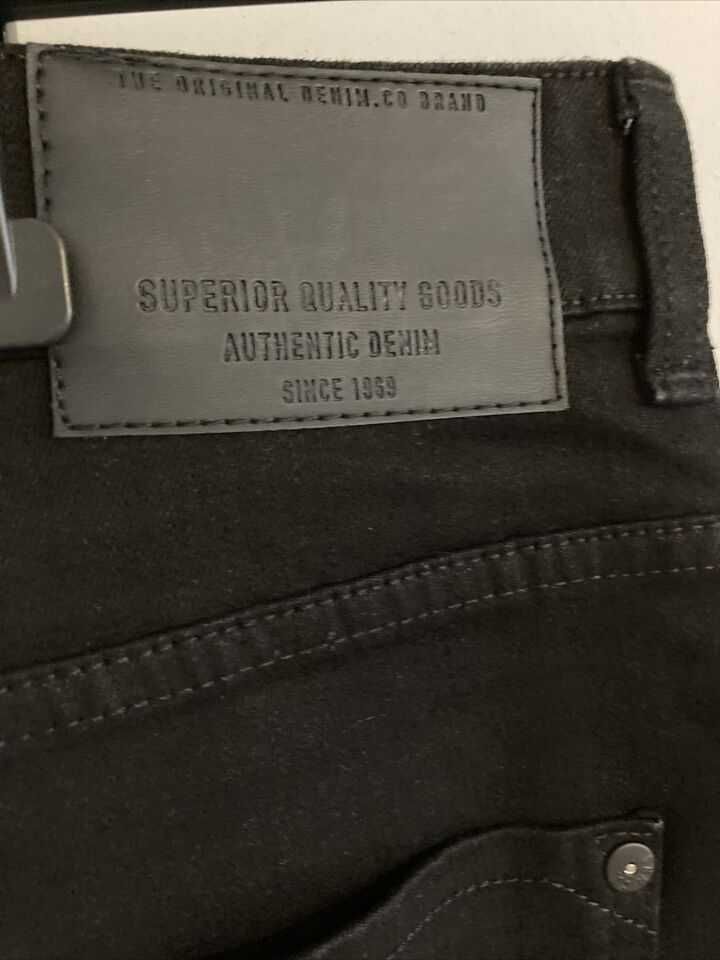 THE ORIGINAL DENIM.CO BRAND
SUPERIOR QUALITY GOODS
AUTHENTIC DENIM
SINCE 1969